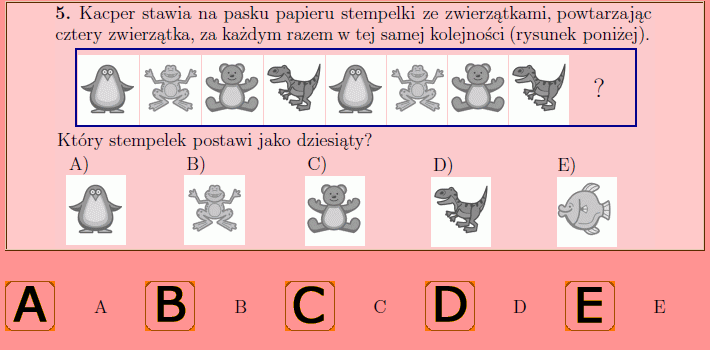 5. Kacper stawia na pasku papieru stempelki ze zwierzątkami, powtarzając
cztery zwierzątka, za każdym razem w tej samej kolejności (rysunek poniżej).
?
Który stempelek postawi jako dziesiąty?
A) B) C) D) E)
A A B B C C D D E E